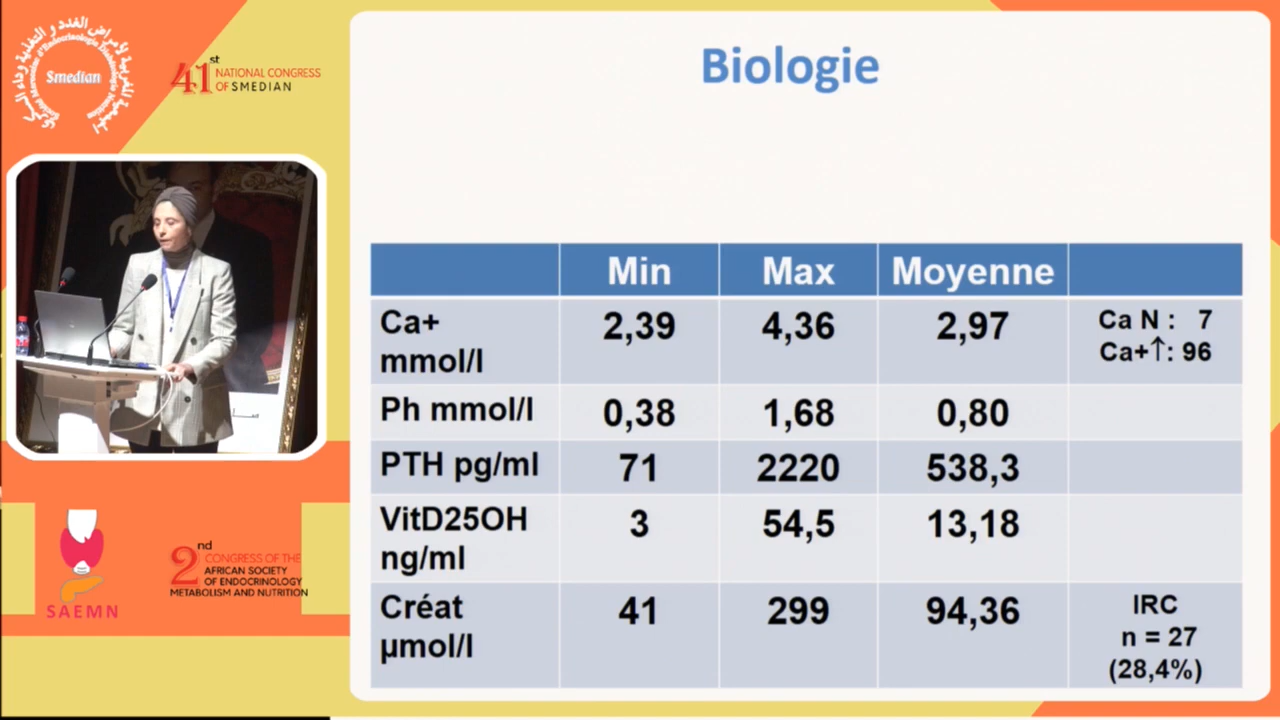 Smedian
41st NATIONAL CONGRESS
OF SMEDIAN
Biologie
Min Max Moyenne
Ca+ mmol/l 2,39 4,36 2,97 Ca N : 7
Ca+↑: 96
Ph mmol/l 0,38 1,68 0,80
PTH pg/ml 71 2220 538,3
VitD25OH ng/ml 3 54,5 13,18
Créat µmol/l 41 299 94,36 IRC
n = 27
(28,4%)
SAEMN
2nd CONGRESS OF THE
AFRICAN SOCIETY
OF ENDOCRINOLOGY
METABOLISM AND NUTRITION